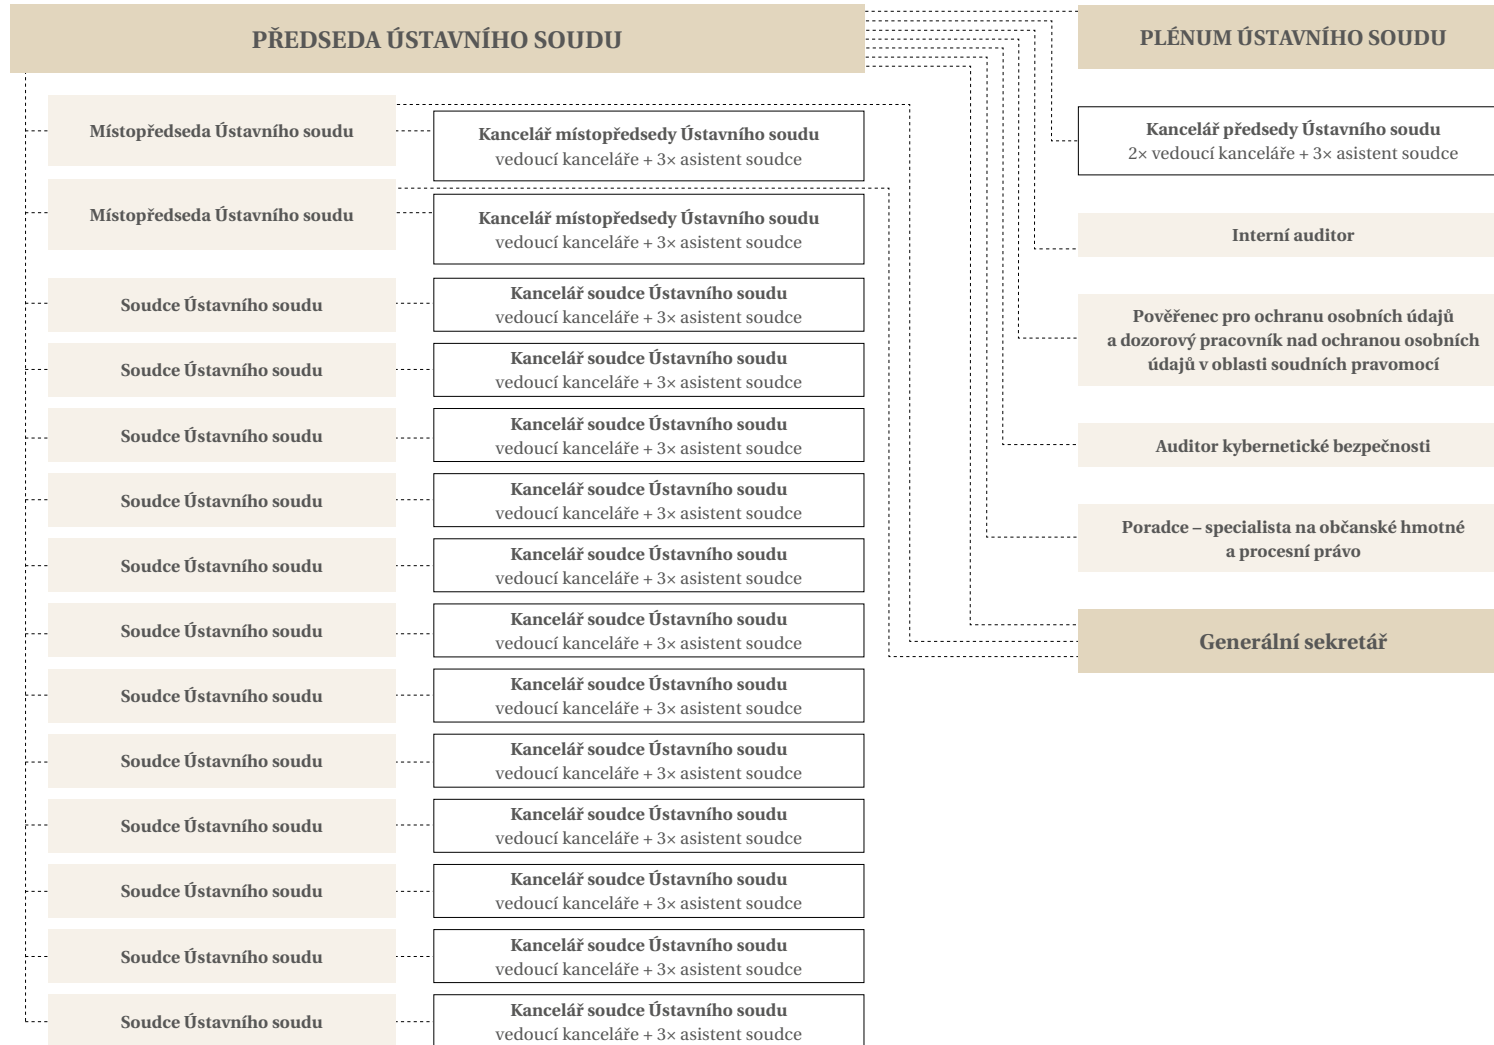 PŘEDSEDA ÚSTAVNÍHO SOUDU
Místopředseda Ústavního soudu
Kancelář místopředsedy Ústavního soudu
vedoucí kanceláře + 3× asistent soudce
Místopředseda Ústavního soudu
Kancelář místopředsedy Ústavního soudu
vedoucí kanceláře + 3× asistent soudce
Soudce Ústavního soudu
Kancelář soudce Ústavního soudu
vedoucí kanceláře + 3× asistent soudce
Soudce Ústavního soudu
Kancelář soudce Ústavního soudu
vedoucí kanceláře + 3× asistent soudce
Soudce Ústavního soudu
Kancelář soudce Ústavního soudu
vedoucí kanceláře + 3× asistent soudce
Soudce Ústavního soudu
Kancelář soudce Ústavního soudu
vedoucí kanceláře + 3× asistent soudce
Soudce Ústavního soudu
Kancelář soudce Ústavního soudu
vedoucí kanceláře + 3× asistent soudce
Soudce Ústavního soudu
Kancelář soudce Ústavního soudu
vedoucí kanceláře + 3× asistent soudce
Soudce Ústavního soudu
Kancelář soudce Ústavního soudu
vedoucí kanceláře + 3× asistent soudce
Soudce Ústavního soudu
Kancelář soudce Ústavního soudu
vedoucí kanceláře + 3× asistent soudce
Soudce Ústavního soudu
Kancelář soudce Ústavního soudu
vedoucí kanceláře + 3× asistent soudce
Soudce Ústavního soudu
Kancelář soudce Ústavního soudu
vedoucí kanceláře + 3× asistent soudce
Soudce Ústavního soudu
Kancelář soudce Ústavního soudu
vedoucí kanceláře + 3× asistent soudce
Soudce Ústavního soudu
Kancelář soudce Ústavního soudu
vedoucí kanceláře + 3× asistent soudce
PLÉNUM ÚSTAVNÍHO SOUDU
Kancelář předsedy Ústavního soudu
2× vedoucí kanceláře + 3× asistent soudce
Interní auditor
Pověřenec pro ochranu osobních údajů
a dozorový pracovník nad ochranou osobních
údajů v oblasti soudních pravomocí
Auditor kybernetické bezpečnosti
Poradce – specialista na občanské hmotné
a procesní právo
Generální sekretář